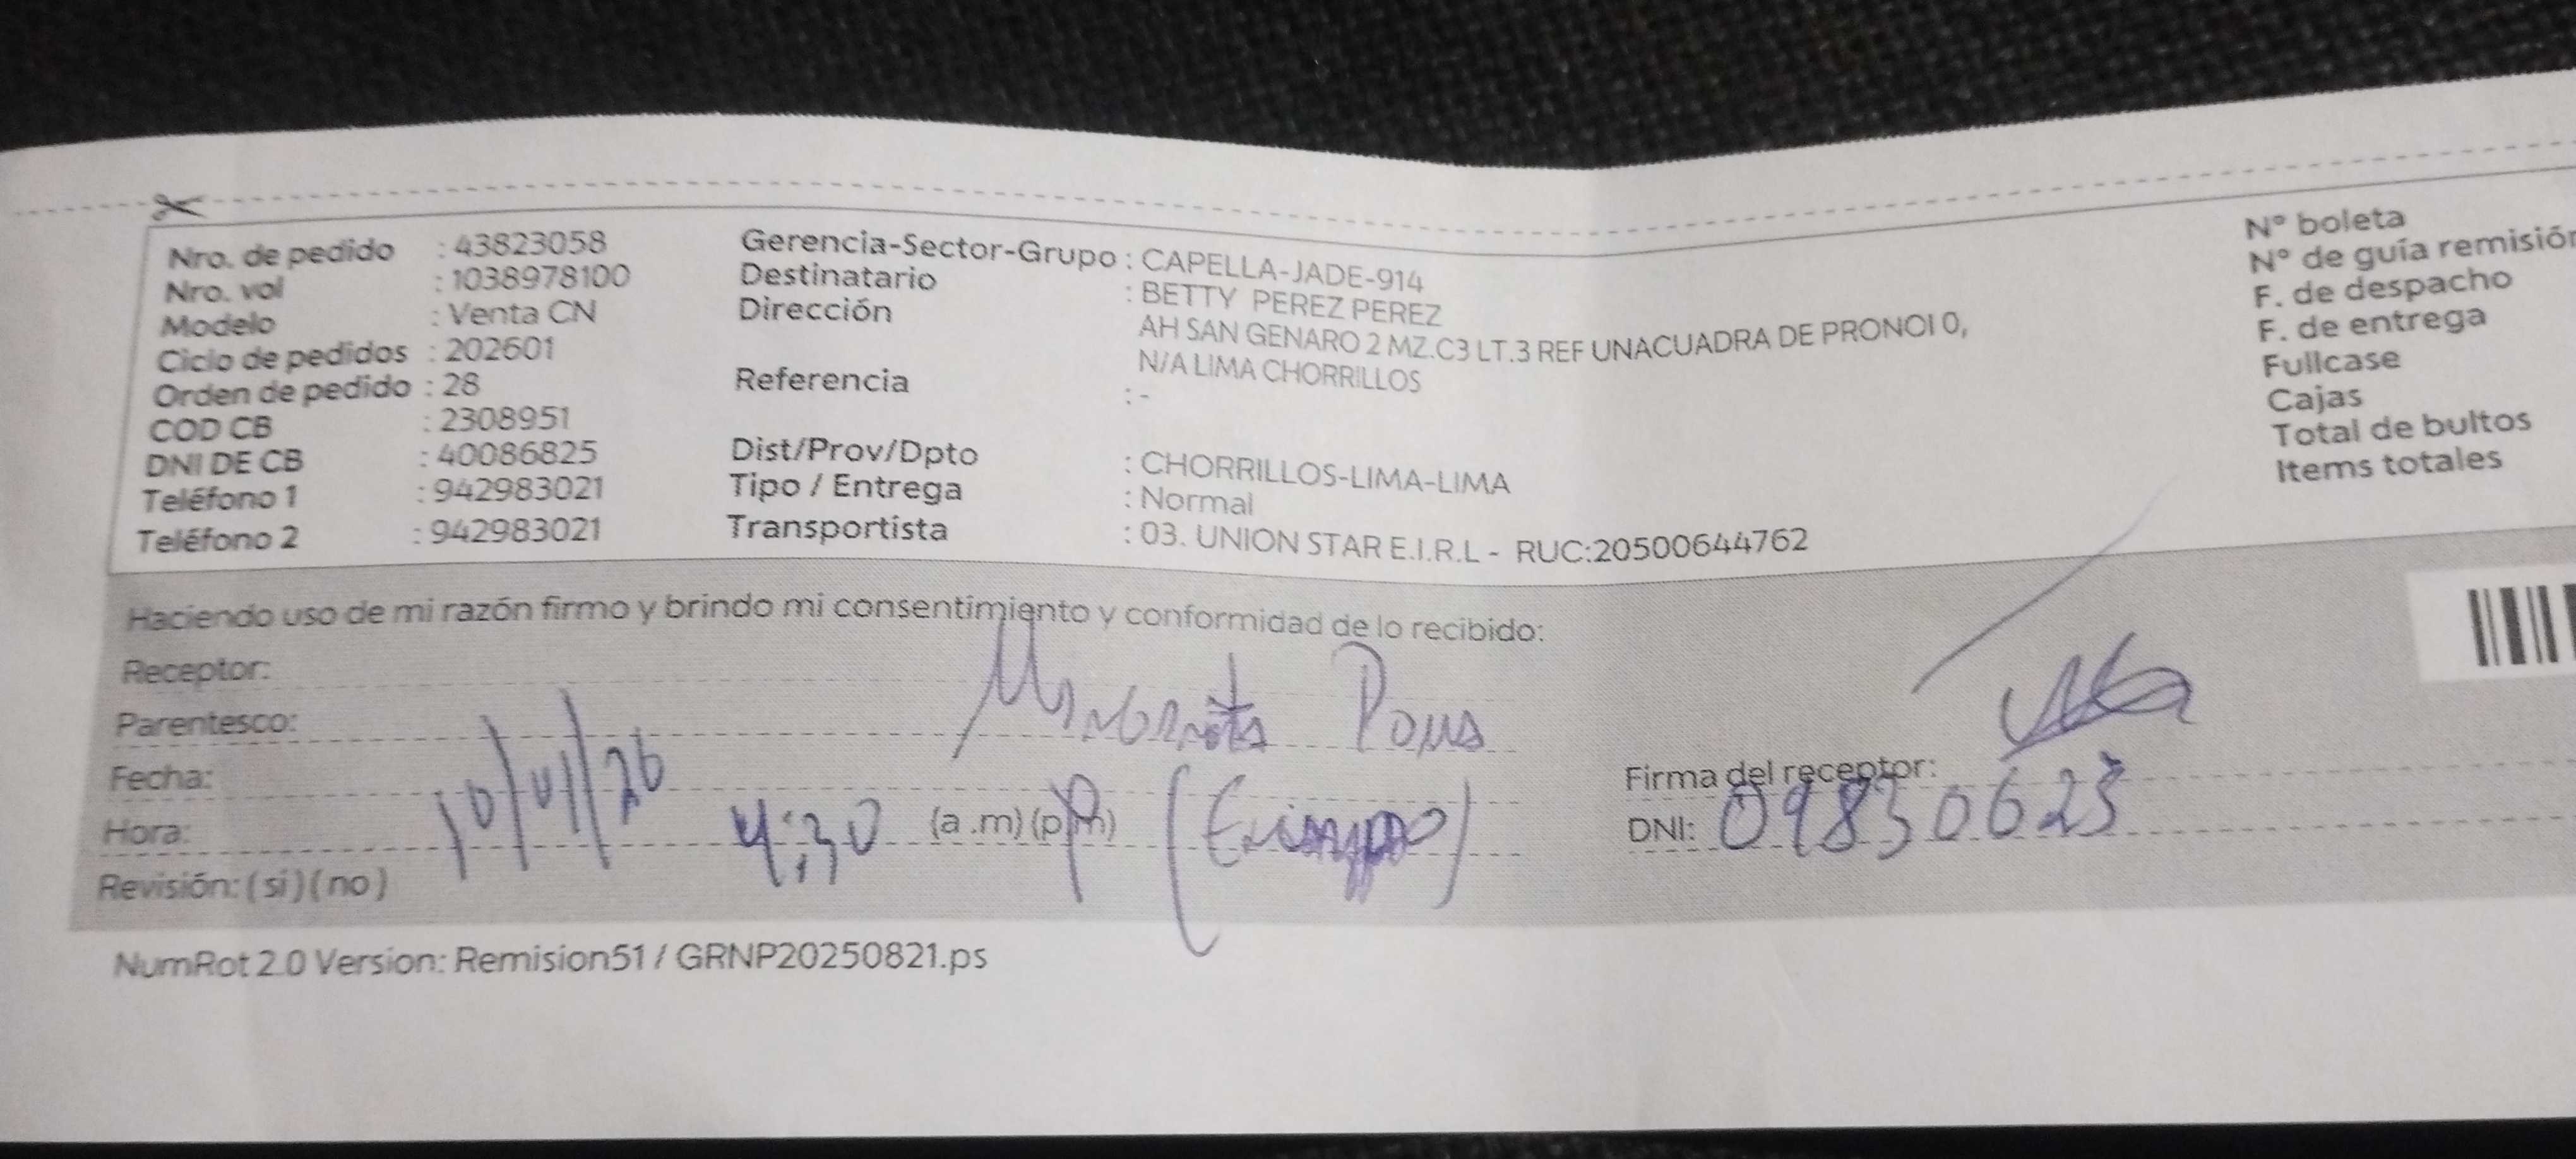 Nro. de pedido : 43823058
Nro. vol : 1038978100
Modelo : Venta CN
Ciclo de pedidos : 202601
Orden de pedido : 28
COD CB : 2308951
DNI DE CB : 40086825
Teléfono 1 : 942983021
Teléfono 2 : 942983021
Gerencia-Sector-Grupo : CAPELLA-JADE-914
Destinatario : BETTY PEREZ PEREZ
Dirección AH SAN GENARO 2 MZ.C3 LT.3 REF UNACUADRA DE PRONOI 0,
N/A LIMA CHORRILLOS
Referencia : -
Dist/Prov/Dpto : CHORRILLOS-LIMA-LIMA
Tipo / Entrega : Normal
Transportista : 03. UNION STAR E.I.R.L - RUC:20500644762
N° boleta
N° de guía remisión
F. de despacho
F. de entrega
Fullcase
Cajas
Total de bultos
Items totales
Haciendo uso de mi razón firmo y brindo mi consentimiento y conformidad de lo recibido:
Receptor:
Parentesco:
Fecha: 10/01/26
Hora: 4:30 (a .m) (p.m)
Revisión: ( si ) ( no )
Firma del receptor:
DNI: 09830623
NumRot 2.0 Version: Remision51 / GRNP20250821.ps